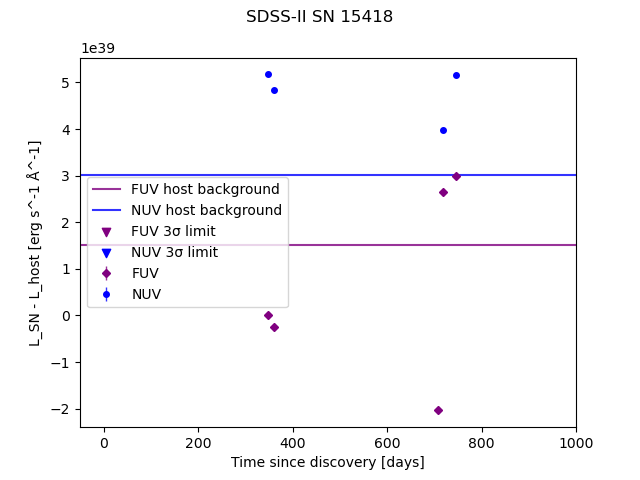 SDSS-II SN 15418
1e39
5
4
3
2
1
0
−1
−2
L_SN - L_host [erg s^-1 Å^-1]
FUV host background
NUV host background
FUV 3σ limit
NUV 3σ limit
FUV
NUV
0 200 400 600 800 1000
Time since discovery [days]